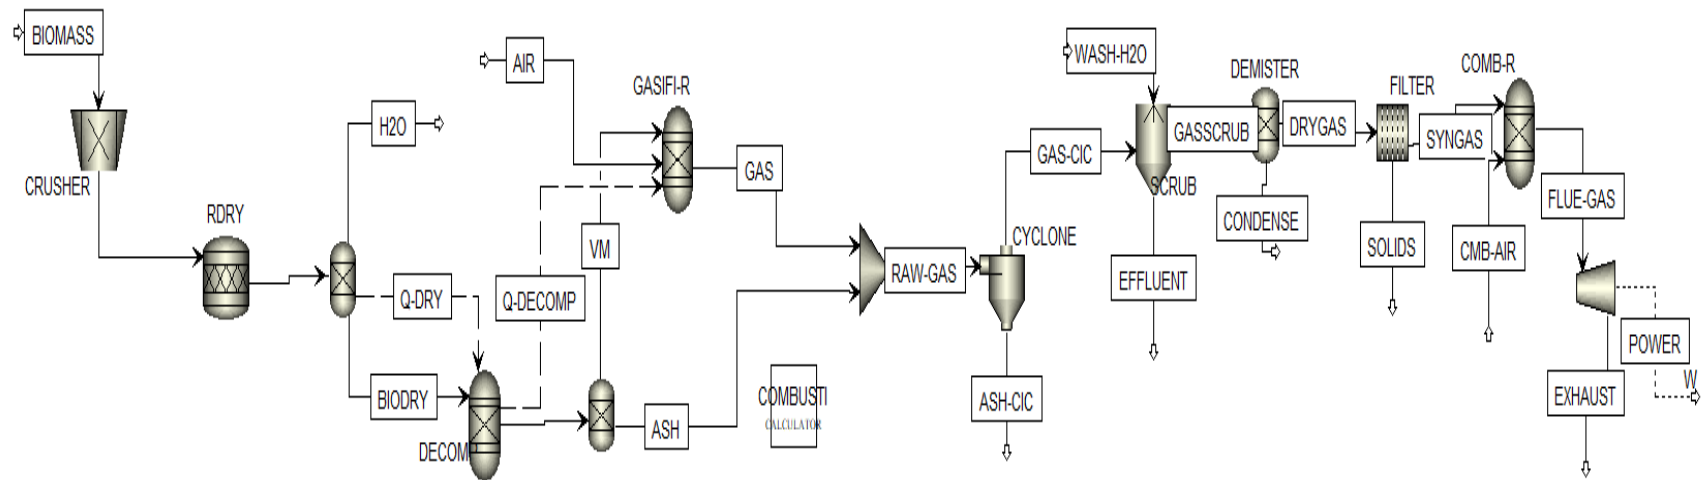 BIOMASS
CRUSHER
RDRY
H2O
Q-DRY
BIODRY
DECOMP
AIR
GASIFI-R
VM
Q-DECOMP
ASH
GAS
COMBUSTI
CALCULATOR
RAW-GAS
CYCLONE
ASH-CIC
GAS-CIC
WASH-H2O
SCRUB
GASSCRUB
EFFLUENT
DEMISTER
DRYGAS
CONDENSE
FILTER
SOLIDS
SYNGAS
COMB-R
CMB-AIR
FLUE-GAS
POWER
W
EXHAUST